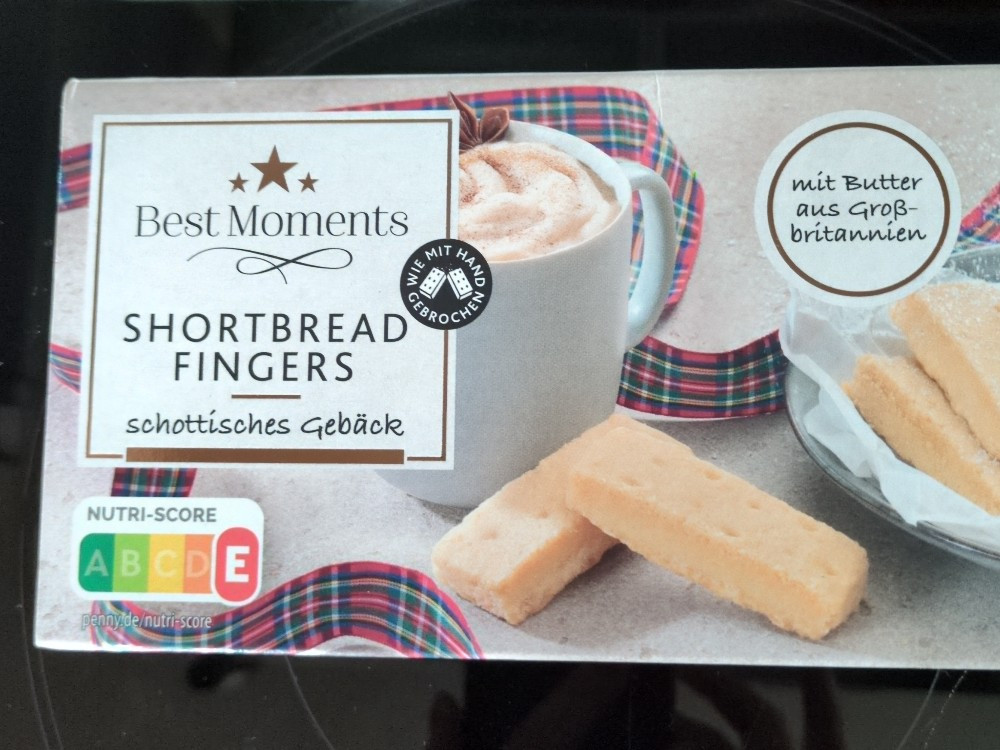 Best Moments
SHORTBREAD
FINGERS
schottisches Gebäck
WIE MIT HAND
GEBROCHEN
mit Butter
aus Groß-
britannien
NUTRI-SCORE
ABCDE
penny.de/nutri-score